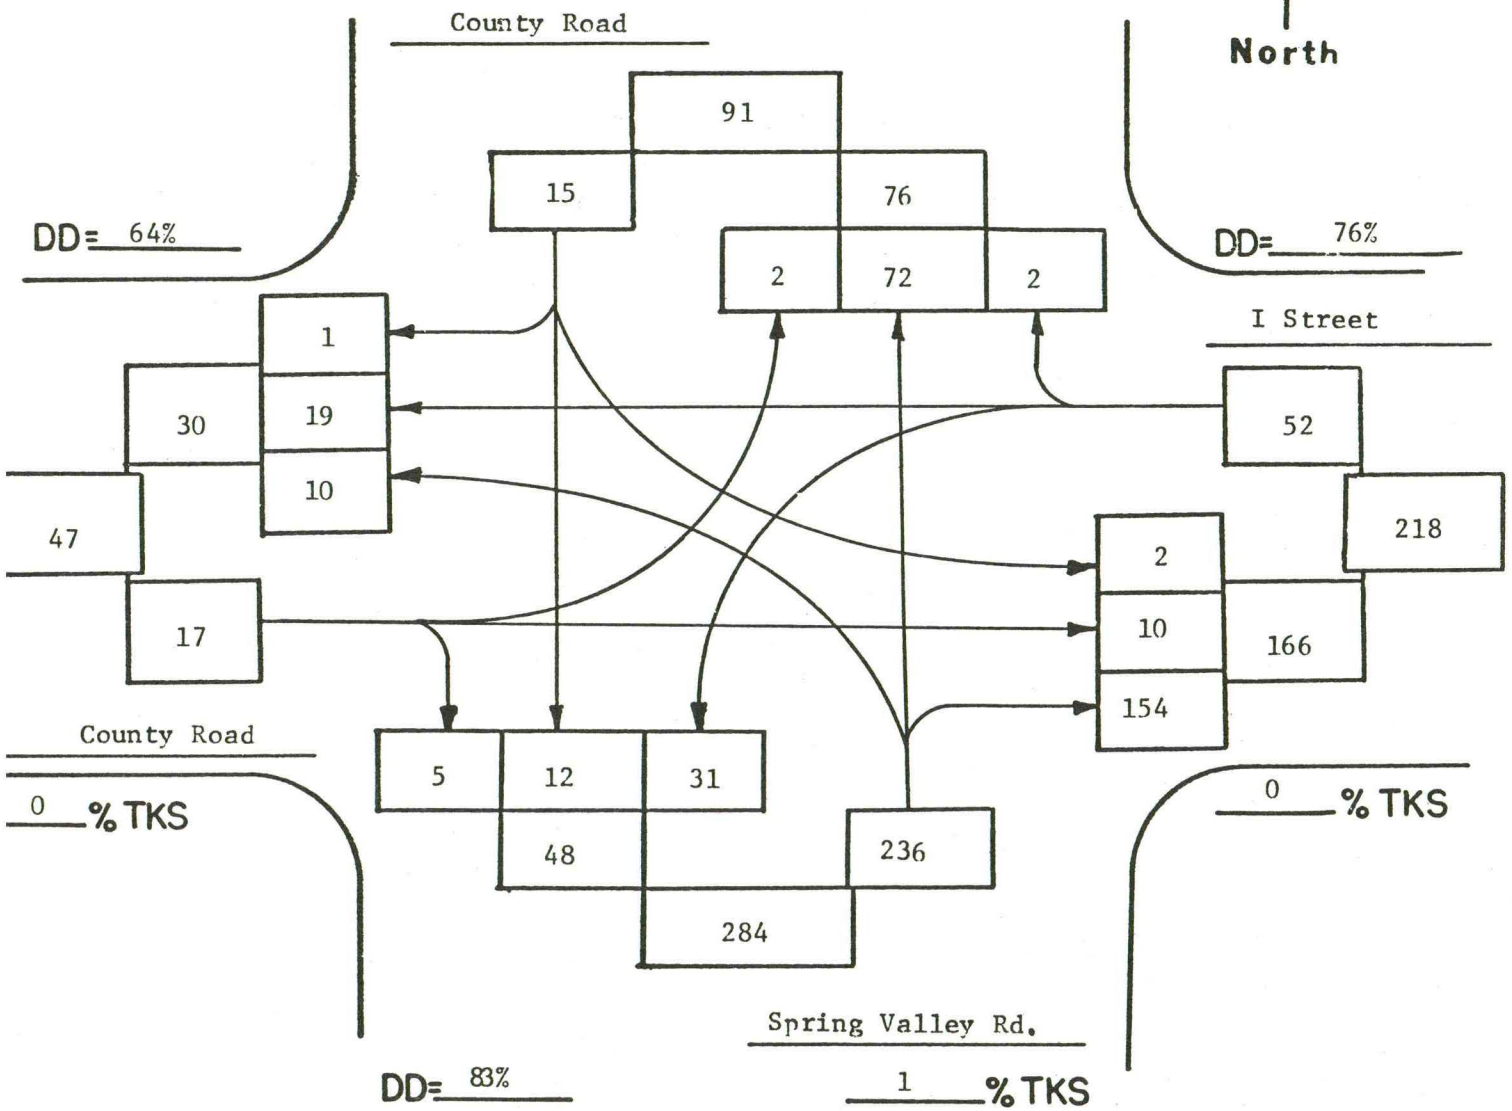 County Road
North
91
15
76
DD= 64%
DD= 76%
2 72 2
I Street
1
30
19
52
10
47
218
2
17
10
166
154
County Road
5 12 31
0 % TKS
0 % TKS
48
236
284
Spring Valley Rd.
DD= 83%
1 % TKS